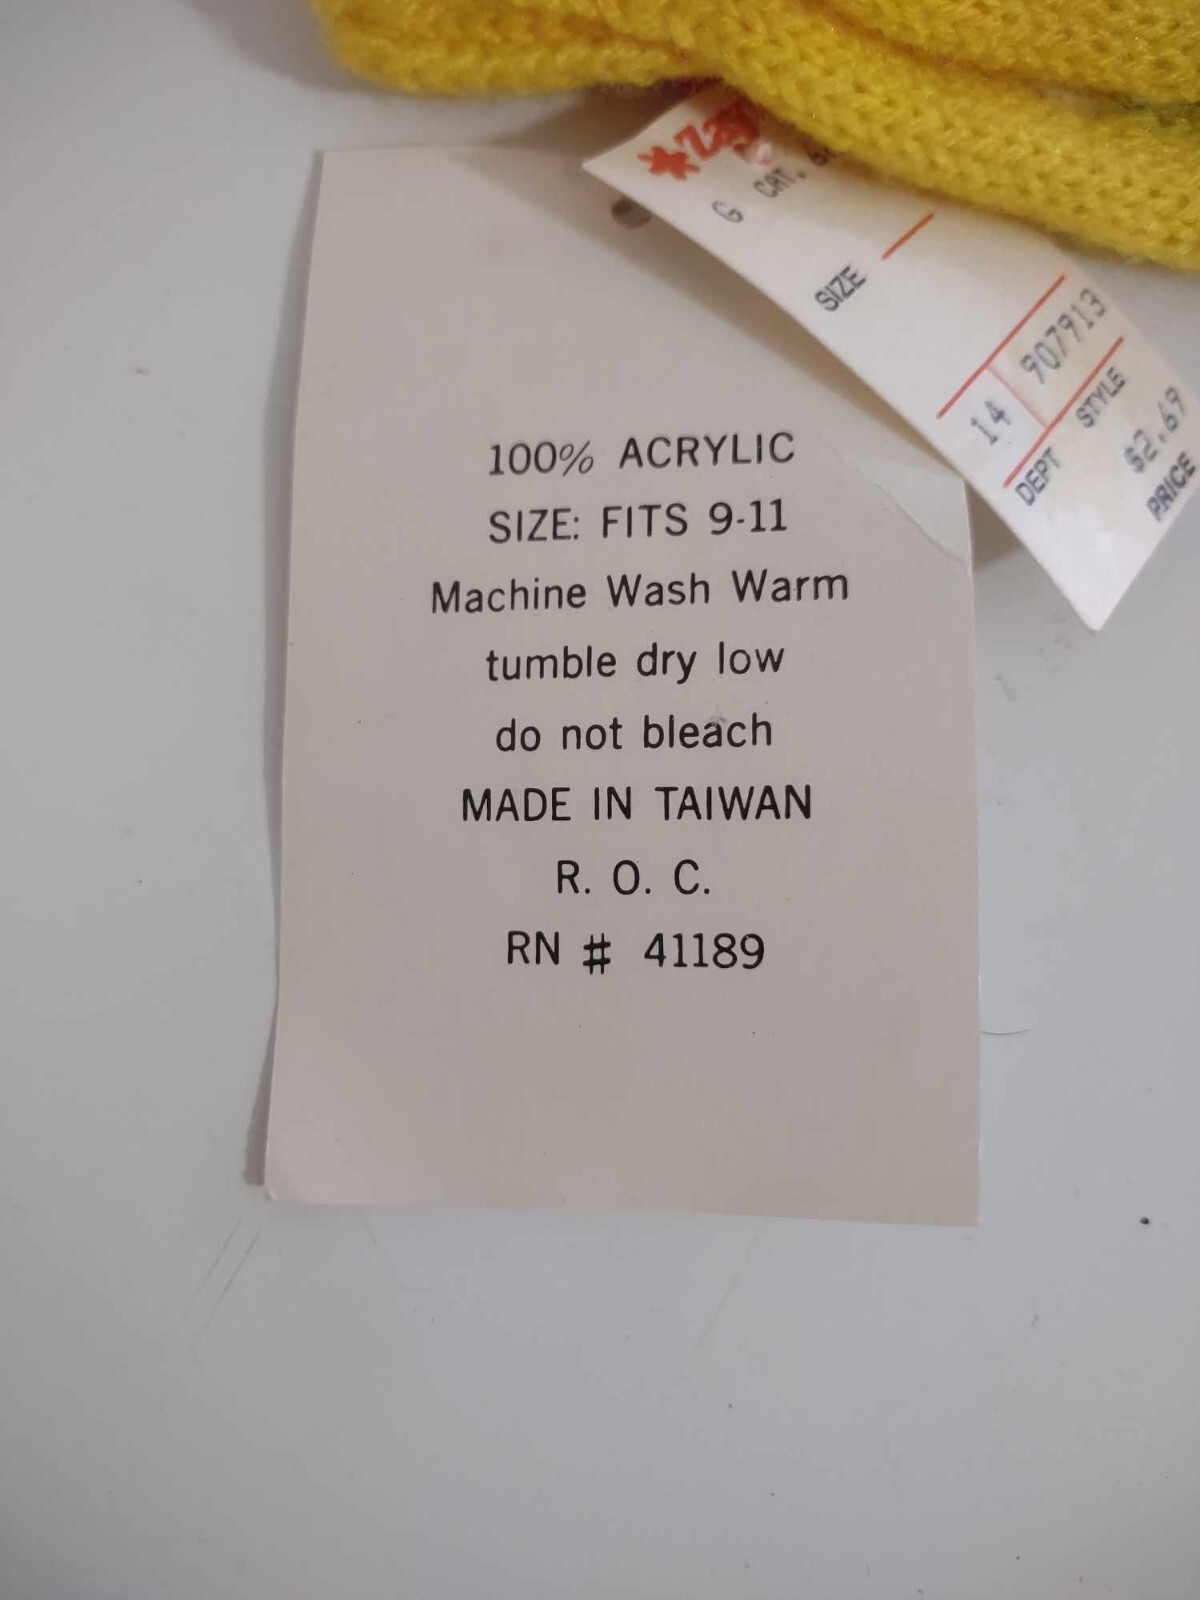 100% ACRYLIC
SIZE: FITS 9-11
Machine Wash Warm
tumble dry low
do not bleach
MADE IN TAIWAN
R. O. C.
RN # 41189
G CAT.
SIZE
14 907913
DEPT STYLE
$2.69
PRICE